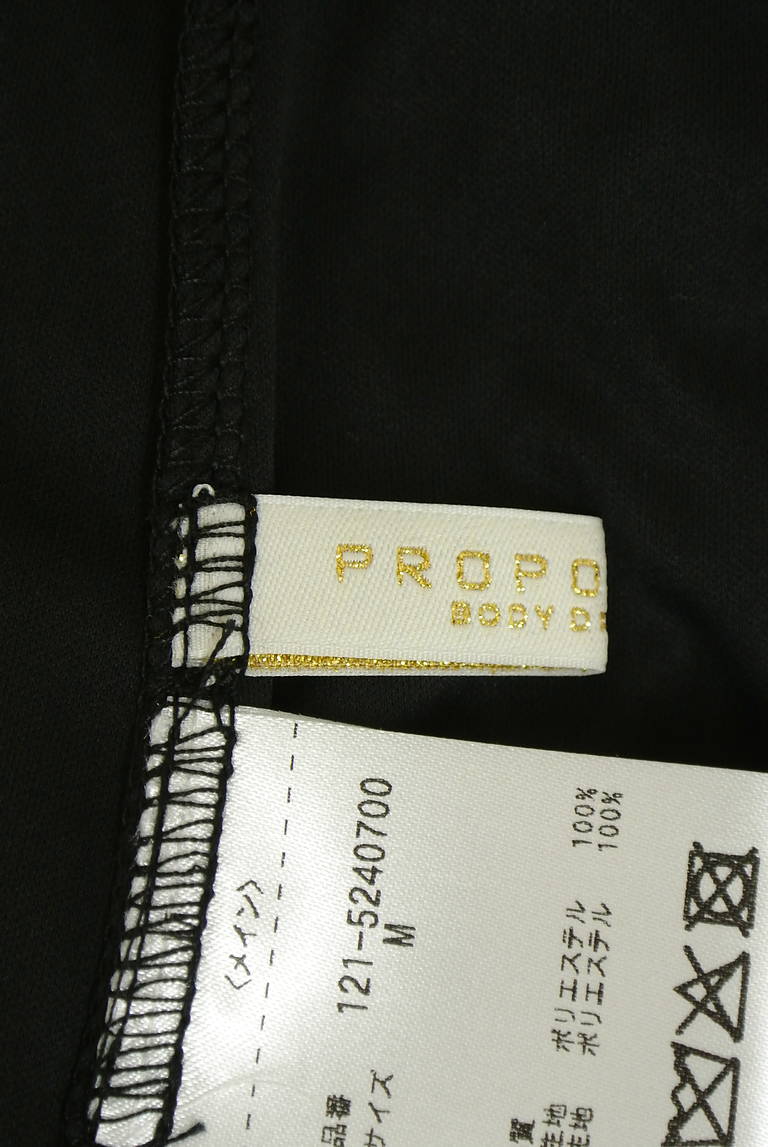 PROPO
BODY DR
〈メイン〉
品番 121-5240700
サイズ M
質
生地 ポリエステル 100%
生地 ポリエステル 100%